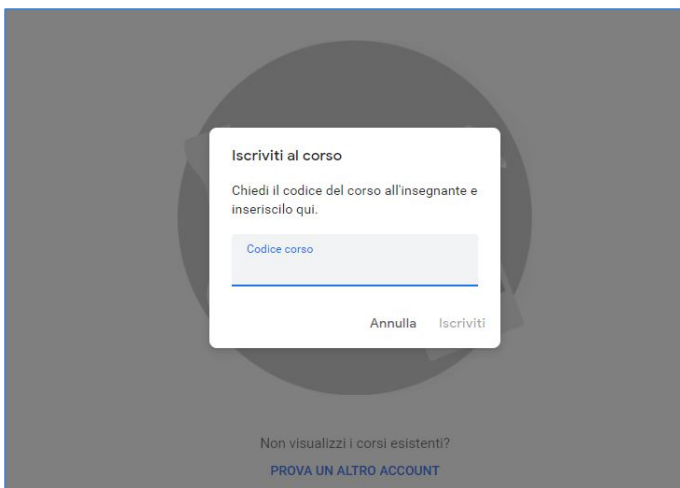 Iscriviti al corso
Chiedi il codice del corso all'insegnante e
inseriscilo qui.
Codice corso
Annulla Iscriviti
Non visualizzi i corsi esistenti?
PROVA UN ALTRO ACCOUNT